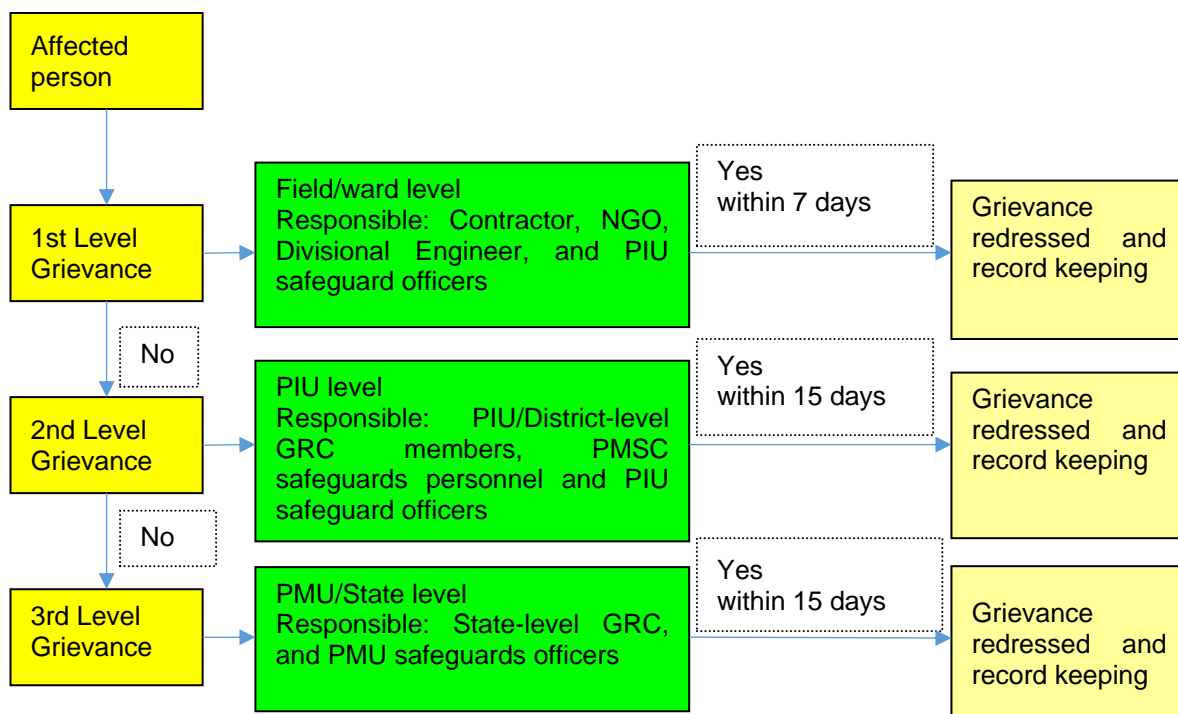 Affected
person
1st Level
Grievance
Field/ward level
Responsible: Contractor, NGO,
Divisional Engineer, and PIU
safeguard officers
Yes
within 7 days
Grievance
redressed and
record keeping
No
2nd Level
Grievance
PIU level
Responsible: PIU/District-level
GRC members, PMSC
safeguards personnel and PIU
safeguard officers
Yes
within 15 days
Grievance
redressed and
record keeping
No
3rd Level
Grievance
PMU/State level
Responsible: State-level GRC,
and PMU safeguards officers
Yes
within 15 days
Grievance
redressed and
record keeping